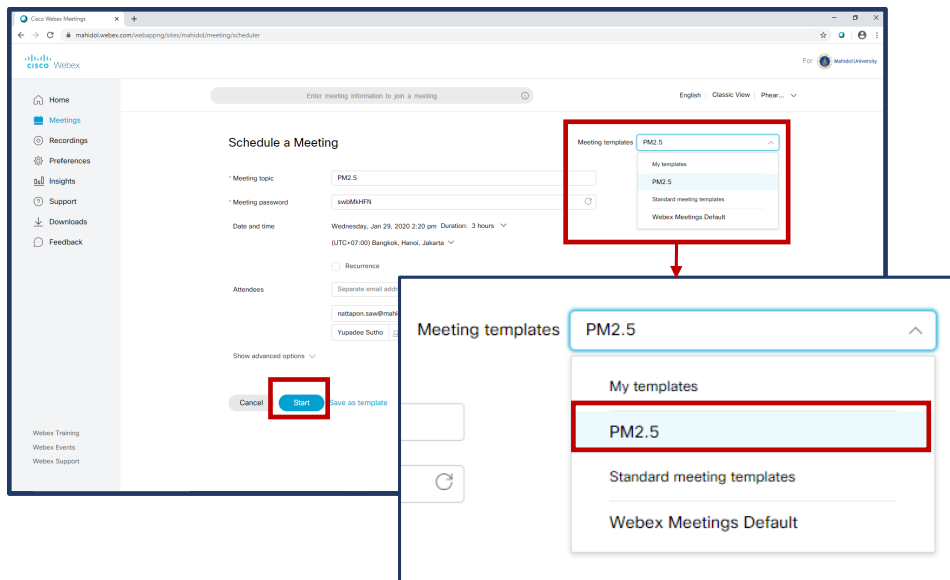 Cisco Webex Meetings
mahidol.webex.com/webappng/sites/mahidol/meeting/scheduler
CISCO Webex
For Mahidol University
Enter meeting information to join a meeting
English Classic View Phear...
Home
Meetings
Recordings
Preferences
Insights
Support
Downloads
Feedback
Webex Training
Webex Events
Webex Support
Schedule a Meeting
Meeting templates PM2.5
My templates
PM2.5
Standard meeting templates
Webex Meetings Default
* Meeting topic PM2.5
* Meeting password swbMkHFN
Date and time Wednesday, Jan 29, 2020 2:20 pm Duration: 3 hours
(UTC+07:00) Bangkok, Hanoi, Jakarta
Recurrence
Attendees Separate email addr
nattapon.saw@mahi
Yupadee Sutho
Show advanced options
Cancel Start Save as template
Meeting templates PM2.5
My templates
PM2.5
Standard meeting templates
Webex Meetings Default